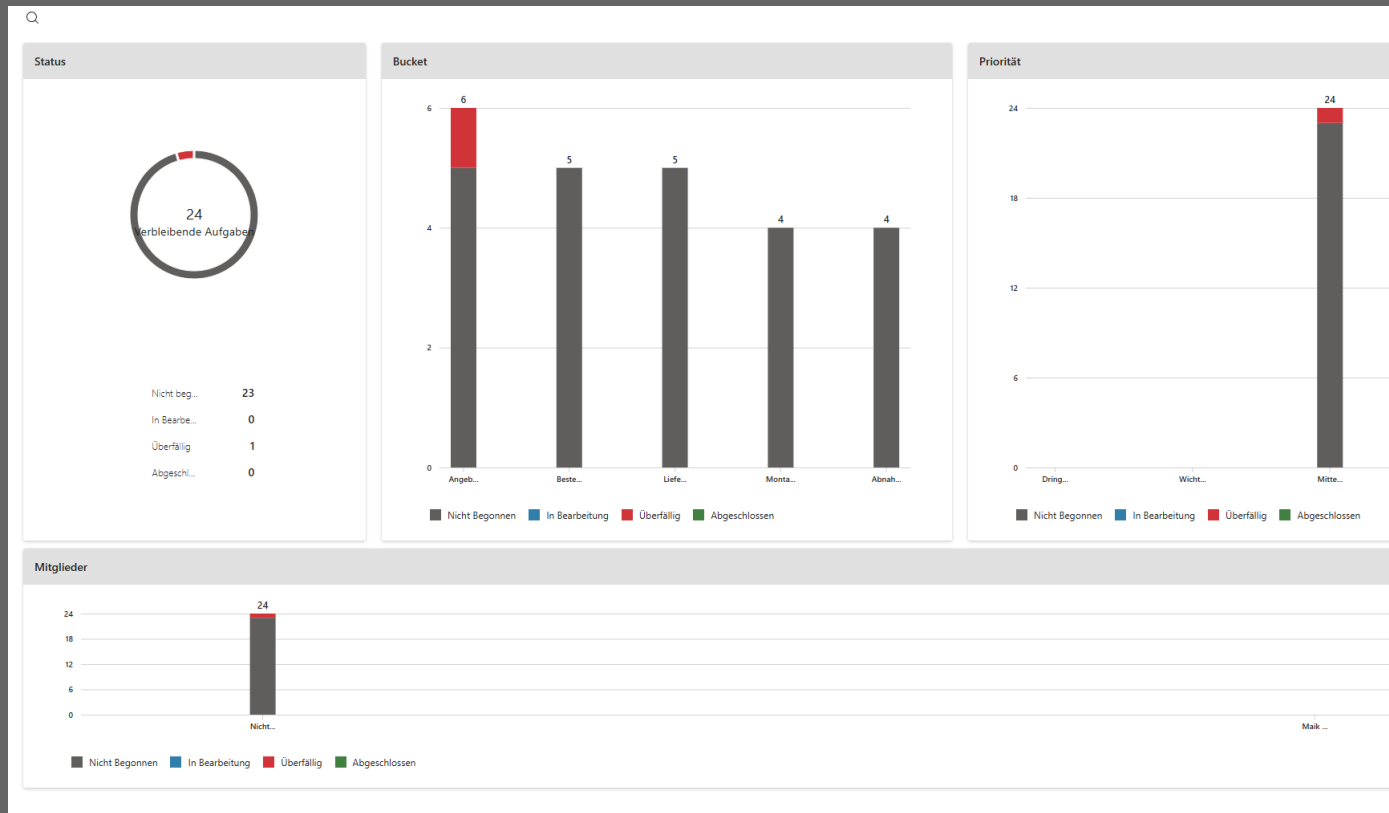 Status
24
Verbleibende Aufgaben
Nicht beg... 23
In Bearbe... 0
Überfällig 1
Abgeschl... 0
Bucket
6
4
2
0
6
5
5
4
4
Angeb...
Beste...
Liefe...
Monta...
Abnah...
Nicht Begonnen In Bearbeitung Überfällig Abgeschlossen
Priorität
24
18
12
6
0
24
Dring...
Wicht...
Mitte...
Nicht Begonnen In Bearbeitung Überfällig Abgeschlossen
Mitglieder
24
18
12
6
0
24
Nicht...
Maik ...
Nicht Begonnen In Bearbeitung Überfällig Abgeschlossen